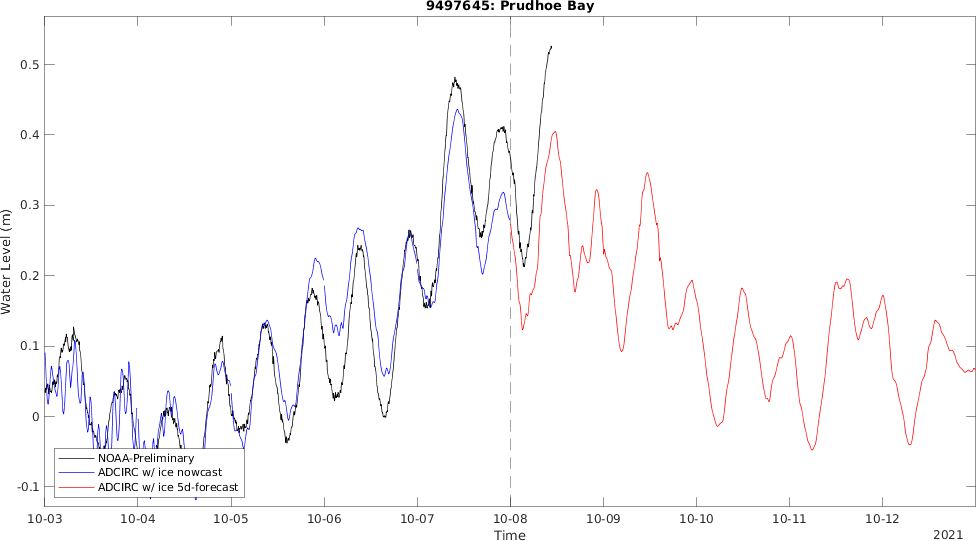 9497645: Prudhoe Bay
Water Level (m)
0.5
0.4
0.3
0.2
0.1
0
-0.1
NOAA-Preliminary
ADCIRC w/ ice nowcast
ADCIRC w/ ice 5d-forecast
10-03 10-04 10-05 10-06 10-07 10-08 10-09 10-10 10-11 10-12
Time
2021